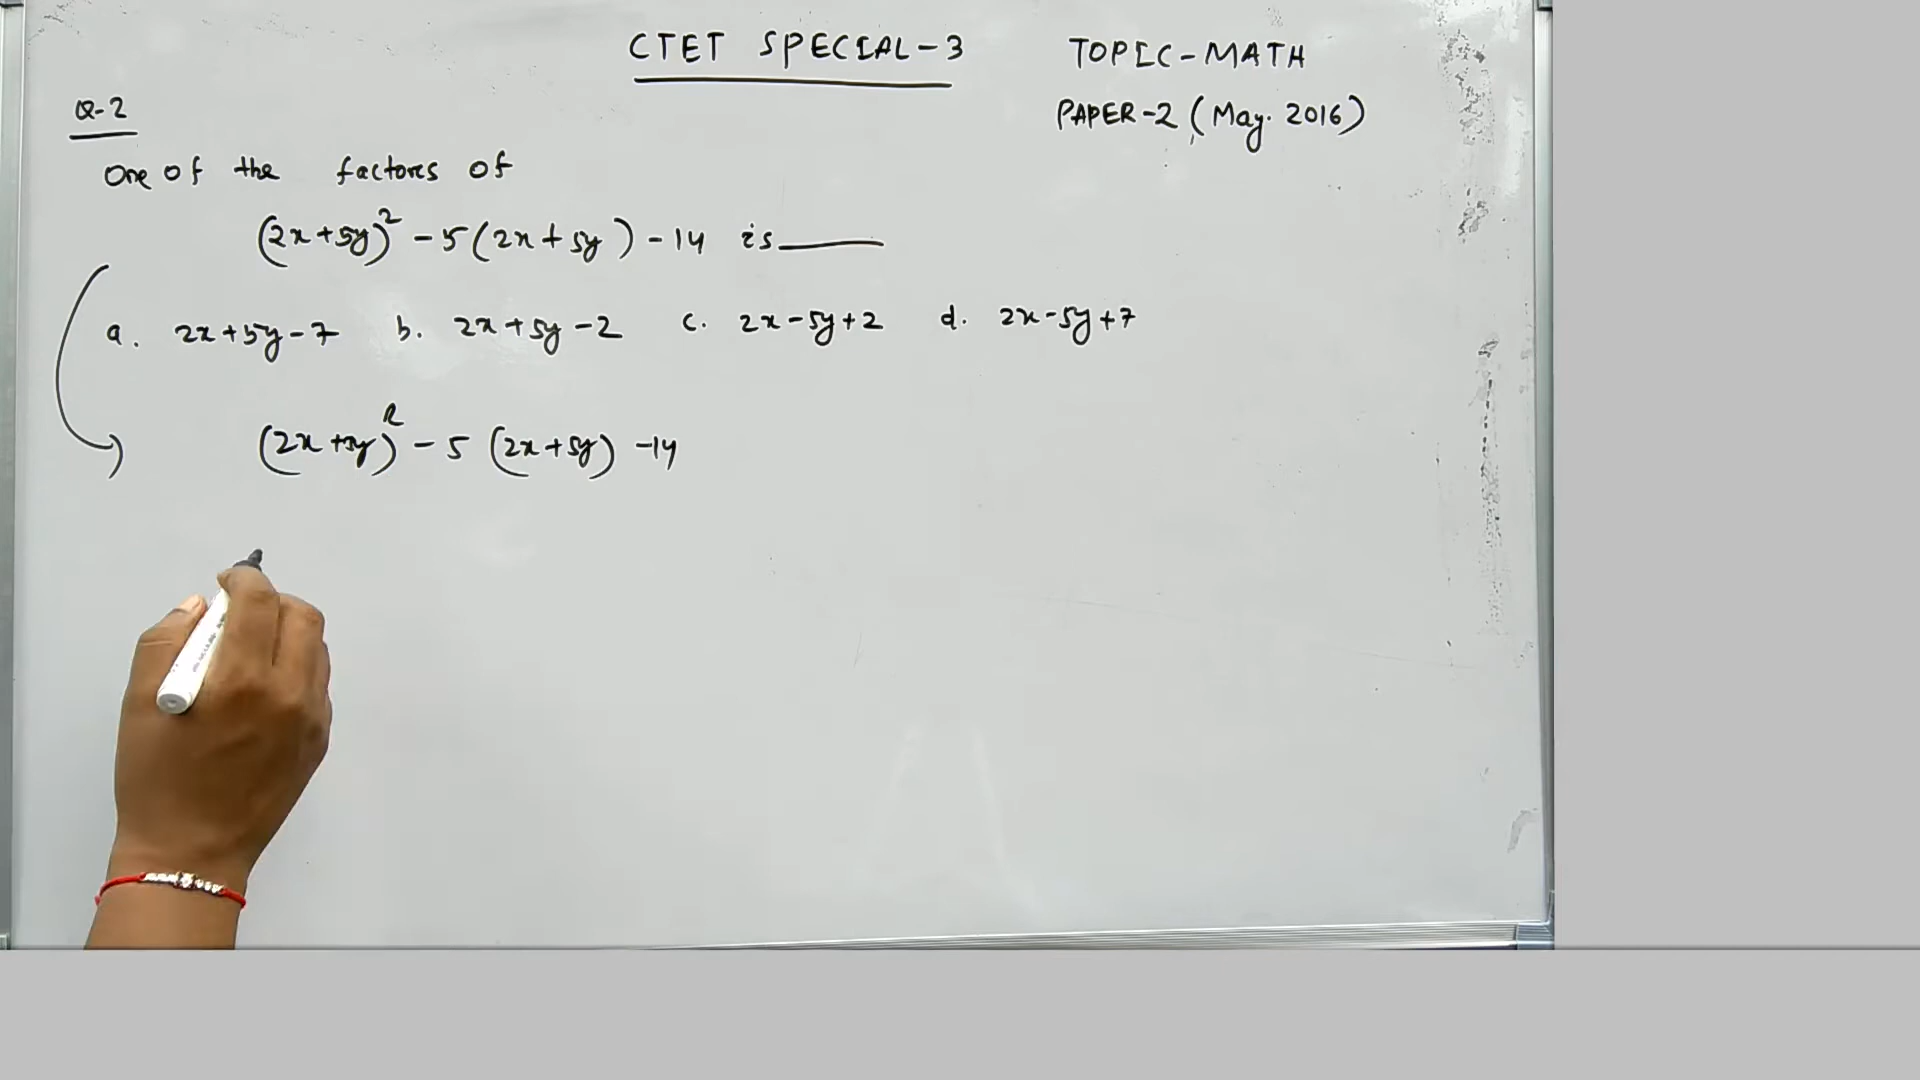 CTET SPECIAL-3
TOPIC-MATH
PAPER-2 (May. 2016)
Q-2
One of the factores of
(2x+5y)² - 5(2x+5y) - 14 is ______
a. 2x+5y-7 b. 2x+5y-2 c. 2x-5y+2 d. 2x-5y+7
(2x+5y)² - 5 (2x+5y) -14